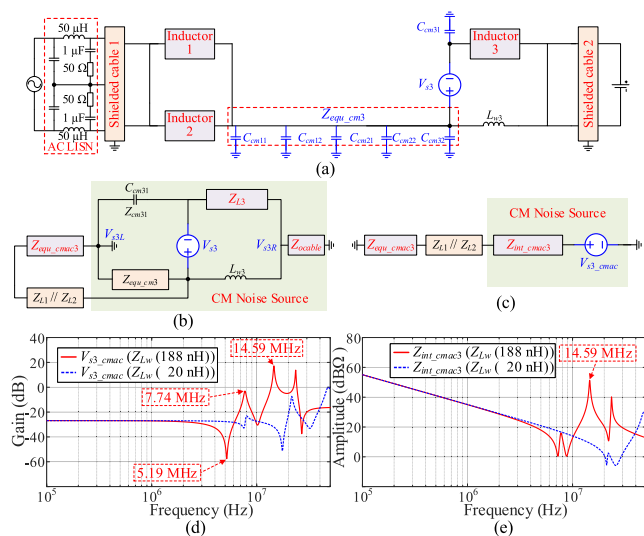 50 μH
1 μF
50 Ω
50 Ω
1 μF
50 μH
AC LISN
Shielded cable 1
Inductor 1
Inductor 2
Z_equ_cm3
C_cm11
C_cm12
C_cm21
C_cm22
C_cm32
C_cm31
V_s3
Inductor 3
L_w3
Shielded cable 2
(a)
C_cm31
Z_cm31
Z_L3
Z_equ_cmac3
V_s3L
V_s3
V_s3R
Z_ocable
Z_equ_cm3
L_w3
Z_L1 // Z_L2
CM Noise Source
(b)
CM Noise Source
Z_equ_cmac3
Z_L1 // Z_L2
Z_int_cmac3
V_s3_cmac
(c)
V_s3_cmac (Z_Lw (188 nH))
V_s3_cmac (Z_Lw ( 20 nH))
14.59 MHz
7.74 MHz
5.19 MHz
Gain (dB)
40
20
0
-20
-40
-60
10^5
10^6
10^7
Frequency (Hz)
(d)
Z_int_cmac3 (Z_Lw (188 nH))
Z_int_cmac3 (Z_Lw ( 20 nH))
14.59 MHz
Amplitude (dBΩ)
80
60
40
20
0
10^5
10^6
10^7
Frequency (Hz)
(e)